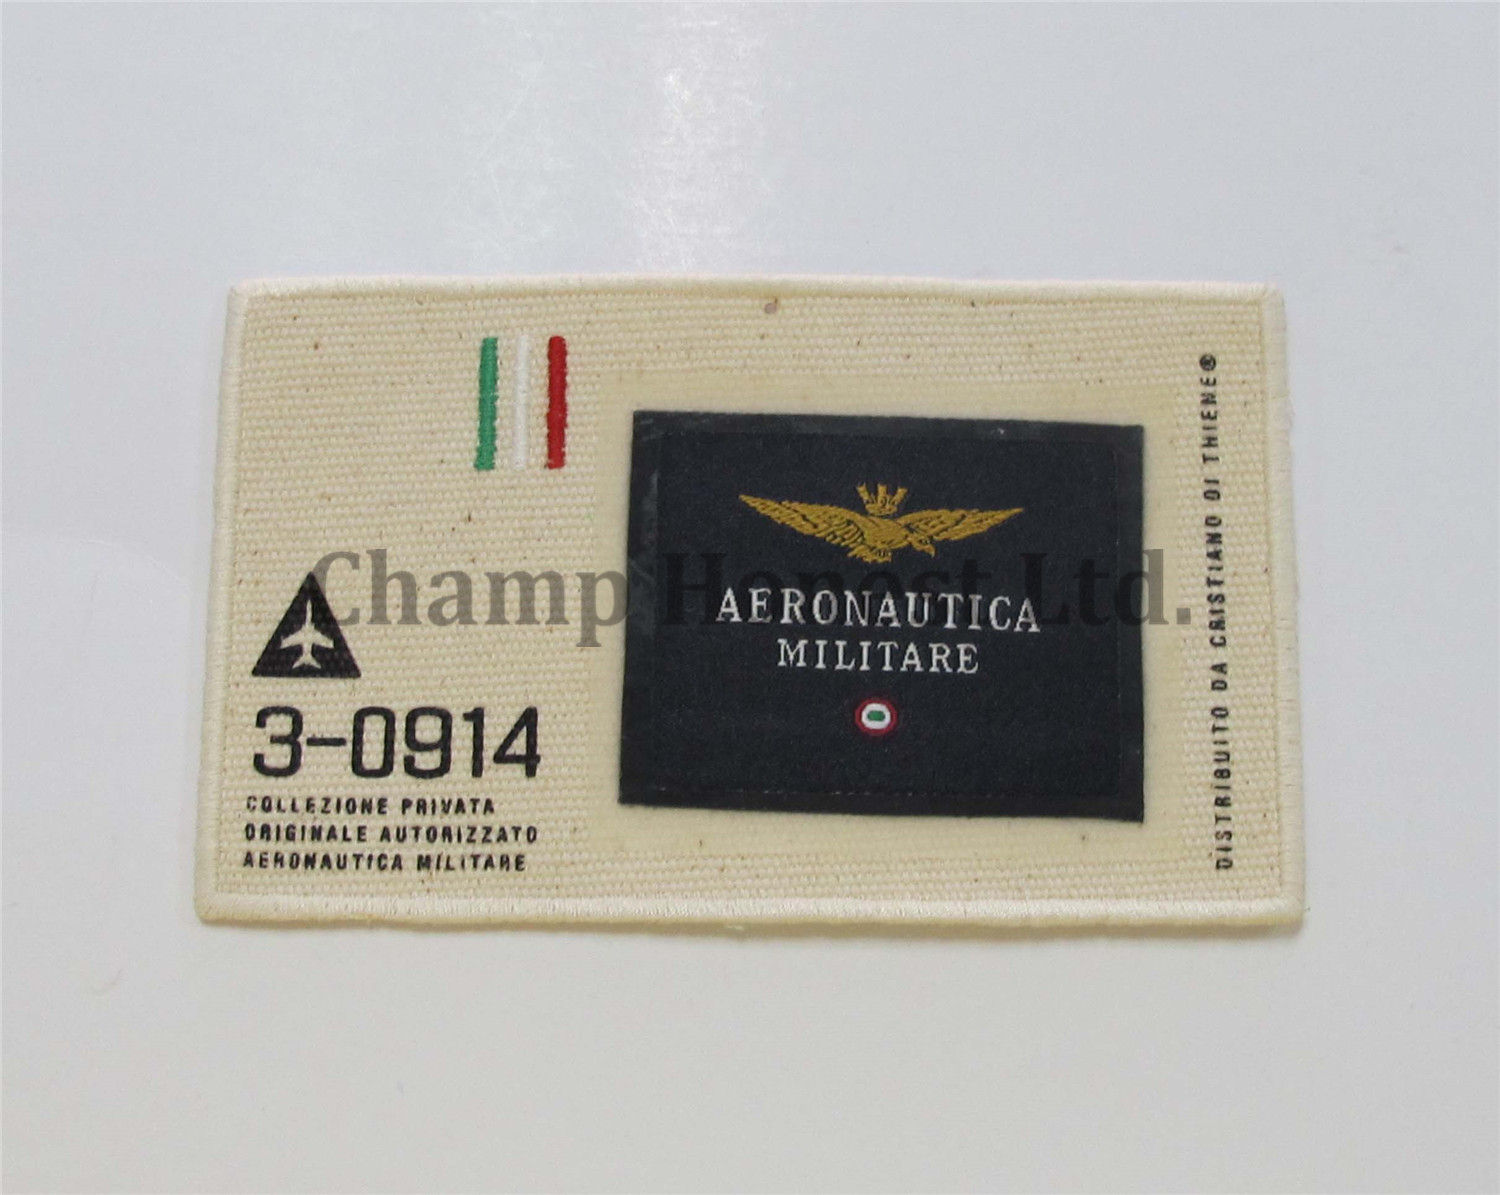 AERONAUTICA
MILITARE
3-0914
COLLEZIONE PRIVATA
ORIGINALE AUTORIZZATO
AERONAUTICA MILITARE
DISTRIBUITO DA CRISTIANO DI THIENE®
Champ Honest Ltd.